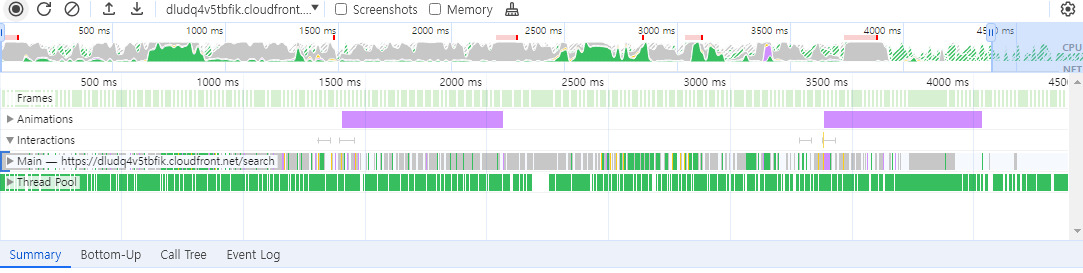 dludq4v5tbfik.cloudfront.... Screenshots Memory
500 ms 1000 ms 1500 ms 2000 ms 2500 ms 3000 ms 3500 ms 4000 ms
CPU
NET
500 ms 1000 ms 1500 ms 2000 ms 2500 ms 3000 ms 3500 ms 4000 ms 450
Frames
Animations
Interactions
Main — https://dludq4v5tbfik.cloudfront.net/search
Thread Pool
Summary Bottom-Up Call Tree Event Log